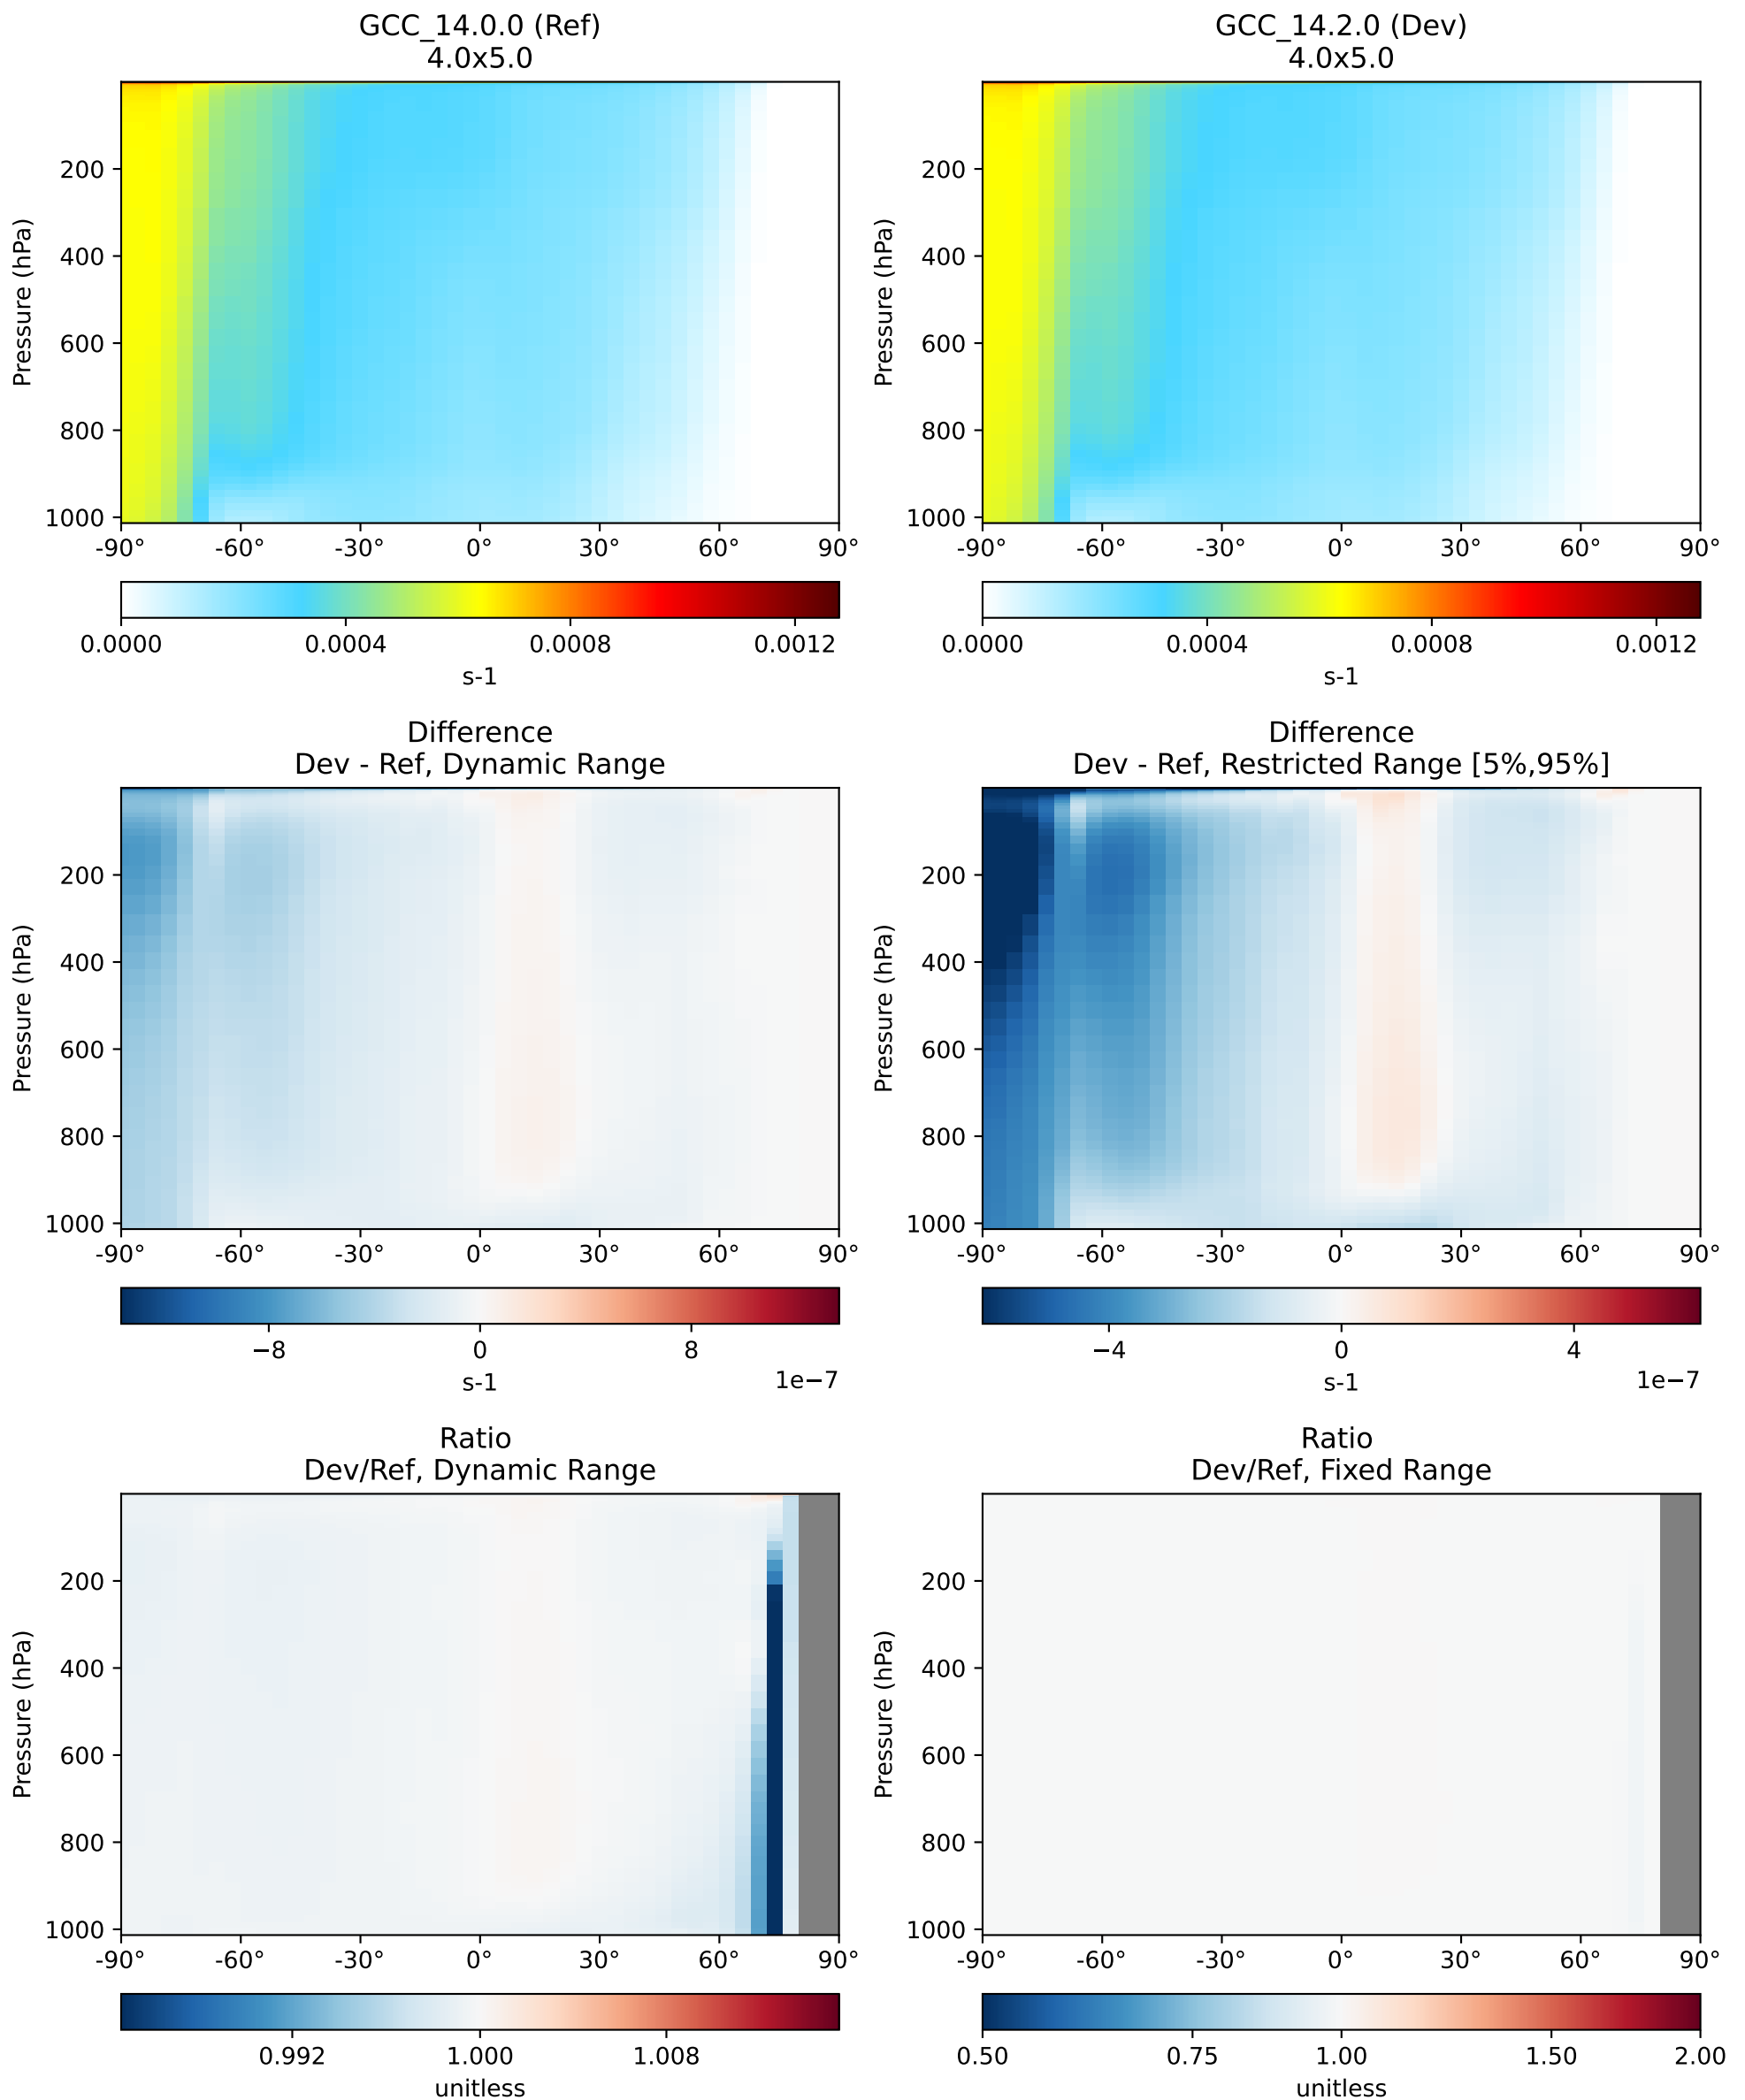 GCC_14.0.0 (Ref)
4.0x5.0
Pressure (hPa)
200
400
600
800
1000
-90° -60° -30° 0° 30° 60° 90°
0.0000 0.0004 0.0008 0.0012
s-1
GCC_14.2.0 (Dev)
4.0x5.0
Pressure (hPa)
200
400
600
800
1000
-90° -60° -30° 0° 30° 60° 90°
0.0000 0.0004 0.0008 0.0012
s-1
Difference
Dev - Ref, Dynamic Range
Pressure (hPa)
200
400
600
800
1000
-90° -60° -30° 0° 30° 60° 90°
−8 0 8
1e−7
s-1
Difference
Dev - Ref, Restricted Range [5%,95%]
Pressure (hPa)
200
400
600
800
1000
-90° -60° -30° 0° 30° 60° 90°
−4 0 4
1e−7
s-1
Ratio
Dev/Ref, Dynamic Range
Pressure (hPa)
200
400
600
800
1000
-90° -60° -30° 0° 30° 60° 90°
0.992 1.000 1.008
unitless
Ratio
Dev/Ref, Fixed Range
Pressure (hPa)
200
400
600
800
1000
-90° -60° -30° 0° 30° 60° 90°
0.50 0.75 1.00 1.50 2.00
unitless